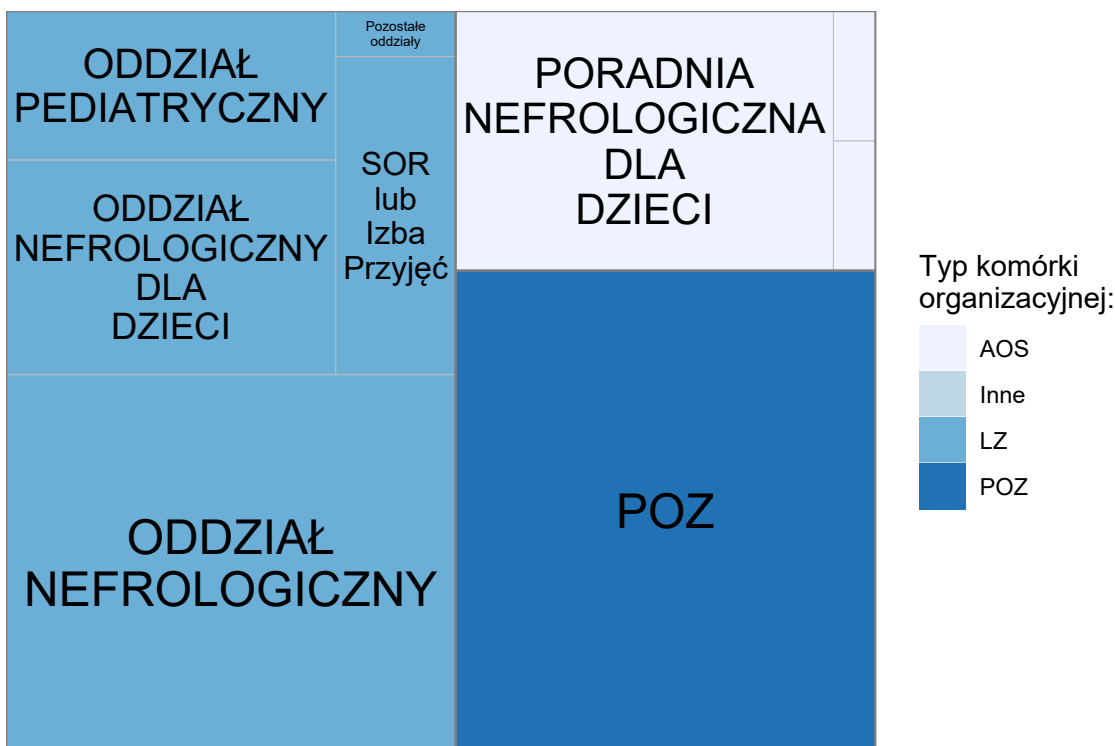 ODDZIAŁ
PEDIATRYCZNY
Pozostałe
oddziały
SOR
lub
Izba
Przyjęć
ODDZIAŁ
NEFROLOGICZNY
DLA
DZIECI
ODDZIAŁ
NEFROLOGICZNY
PORADNIA
NEFROLOGICZNA
DLA
DZIECI
POZ
Typ komórki
organizacyjnej:
AOS
Inne
LZ
POZ